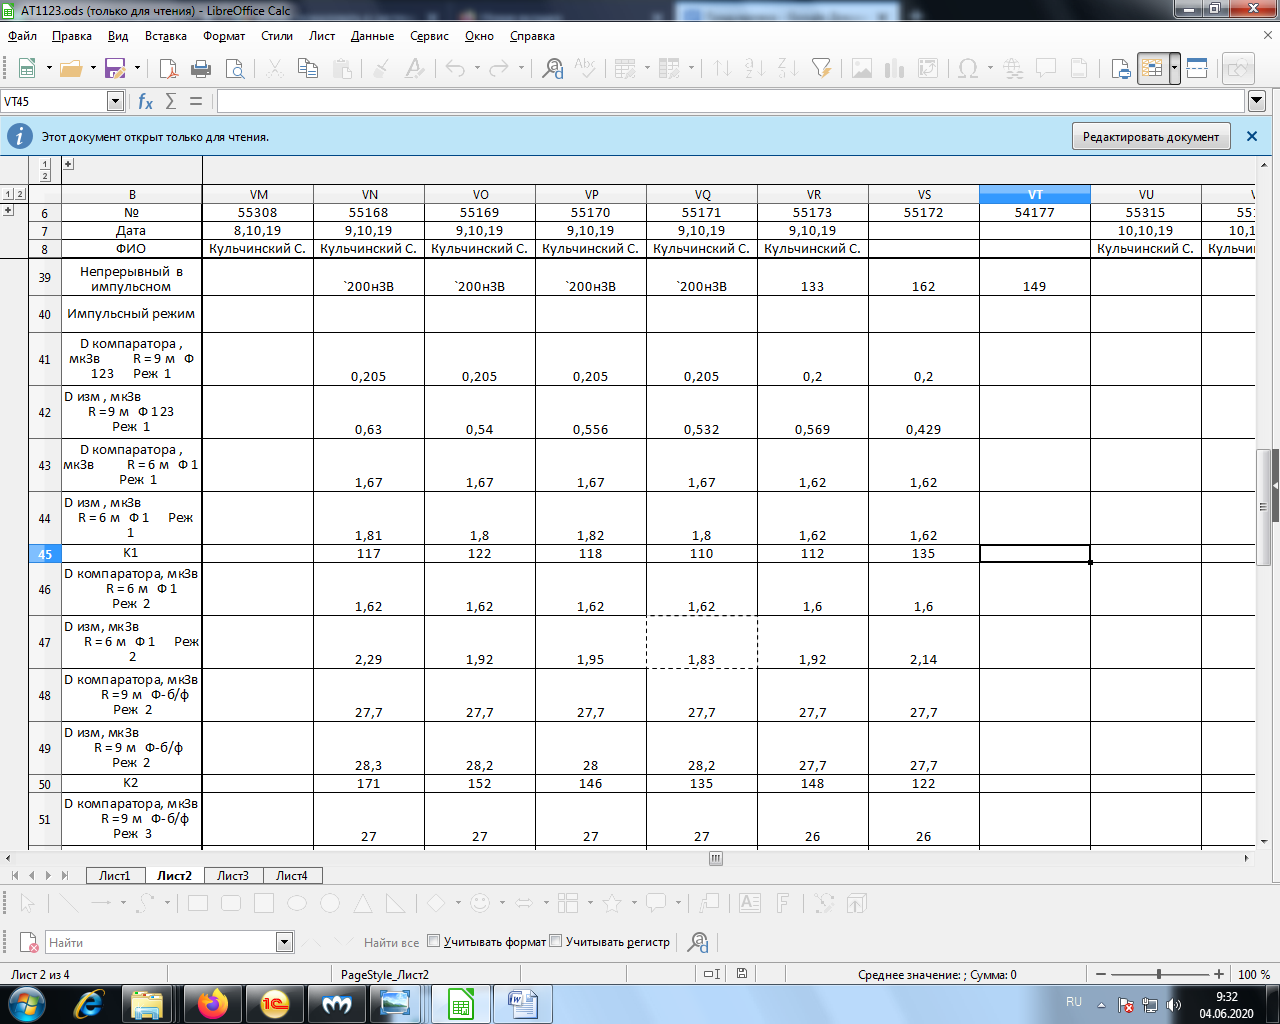 AT1123.ods (только для чтения) - LibreOffice Calc
Файл Правка Вид Вставка Формат Стили Лист Данные Сервис Окно Справка
VT45
Этот документ открыт только для чтения. Редактировать документ
1
2
1 2 B VM VN VO VP VQ VR VS VT VU
6 № 55308 55168 55169 55170 55171 55173 55172 54177 55315
7 Дата 8,10,19 9,10,19 9,10,19 9,10,19 9,10,19 9,10,19 10,10,19
8 ФИО Кульчинский С. Кульчинский С. Кульчинский С. Кульчинский С. Кульчинский С. Кульчинский С. Кульчинский С.
39 Непрерывный в
импульсном `200нЗВ `200нЗВ `200нЗВ `200нЗВ 133 162 149
40 Импульсный режим
41 D компаратора ,
мкЗв R = 9 м Ф
123 Реж 1 0,205 0,205 0,205 0,205 0,2 0,2
42 D изм , мкЗв
R =9 м Ф 123
Реж 1 0,63 0,54 0,556 0,532 0,569 0,429
43 D компаратора ,
мкЗв R = 6 м Ф 1
Реж 1 1,67 1,67 1,67 1,67 1,62 1,62
44 D изм , мкЗв
R = 6 м Ф 1 Реж
1 1,81 1,8 1,82 1,8 1,62 1,62
45 К1 117 122 118 110 112 135
46 D компаратора, мкЗв
R = 6 м Ф 1
Реж 2 1,62 1,62 1,62 1,62 1,6 1,6
47 D изм, мкЗв
R = 6 м Ф 1 Реж
2 2,29 1,92 1,95 1,83 1,92 2,14
48 D компаратора, мкЗв
R =9 м Ф-б/ф
Реж 2 27,7 27,7 27,7 27,7 27,7 27,7
49 D изм, мкЗв
R = 9 м Ф-б/ф
Реж 2 28,3 28,2 28 28,2 27,7 27,7
50 К2 171 152 146 135 148 122
51 D компаратора, мкЗв
R =9 м Ф-б/ф
Реж 3 27 27 27 27 26 26
Лист1 Лист2 Лист3 Лист4
Найти Найти все Учитывать формат Учитывать регистр
Лист 2 из 4 PageStyle_Лист2 Среднее значение: ; Сумма: 0 100 %
RU 9:32
04.06.2020